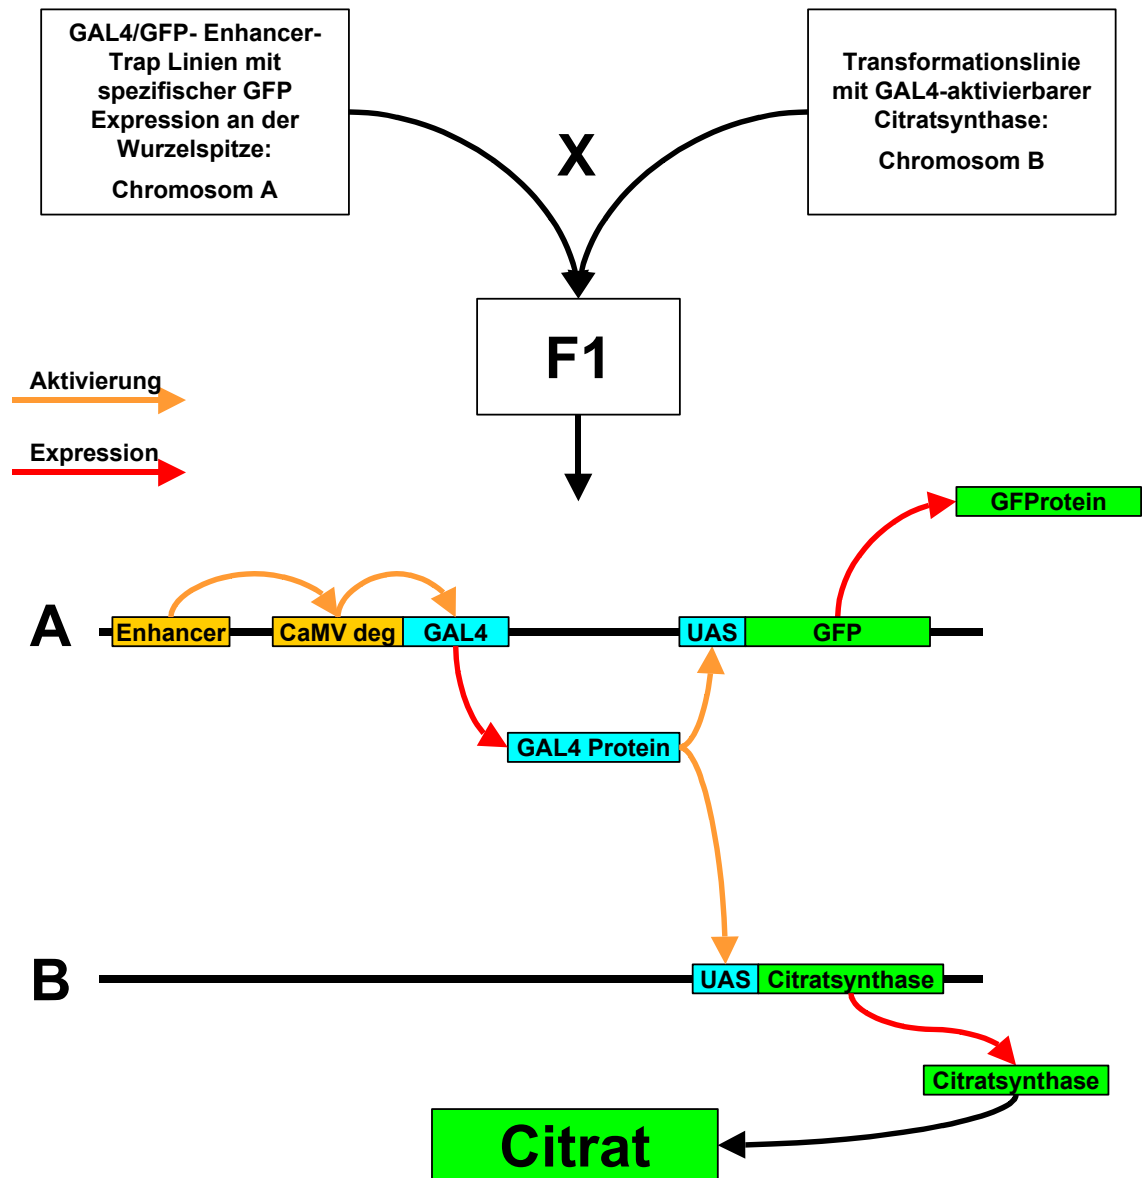 GAL4/GFP- Enhancer-
Trap Linien mit
spezifischer GFP
Expression an der
Wurzelspitze:
Chromosom A
X
Transformationslinie
mit GAL4-aktivierbarer
Citratsynthase:
Chromosom B
F1
Aktivierung
Expression
GFProtein
A
Enhancer
CaMV deg
GAL4
UAS
GFP
GAL4 Protein
B
UAS
Citratsynthase
Citratsynthase
Citrat